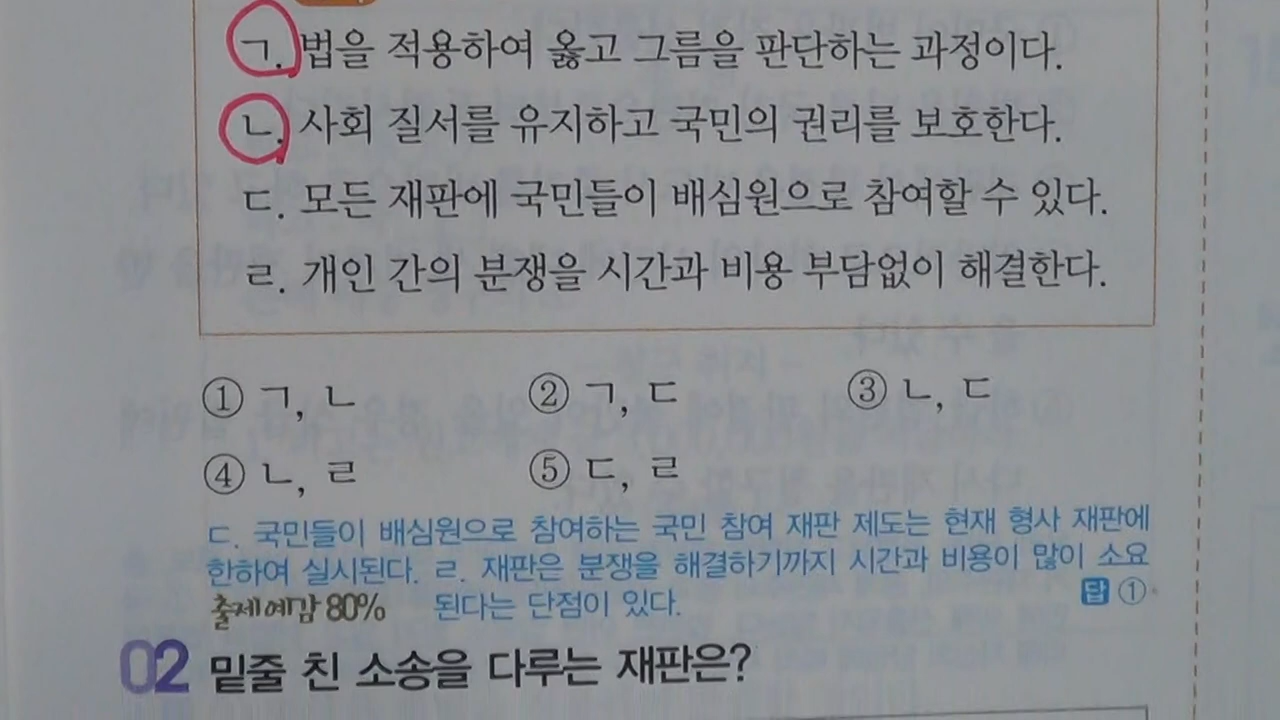 ㄱ. 법을 적용하여 옳고 그름을 판단하는 과정이다.
ㄴ. 사회 질서를 유지하고 국민의 권리를 보호한다.
ㄷ. 모든 재판에 국민들이 배심원으로 참여할 수 있다.
ㄹ. 개인 간의 분쟁을 시간과 비용 부담없이 해결한다.
① ㄱ, ㄴ ② ㄱ, ㄷ ③ ㄴ, ㄷ
④ ㄴ, ㄹ ⑤ ㄷ, ㄹ
ㄷ. 국민들이 배심원으로 참여하는 국민 참여 재판 제도는 현재 형사 재판에
한하여 실시된다. ㄹ. 재판은 분쟁을 해결하기까지 시간과 비용이 많이 소요
된다는 단점이 있다. 답 ①
출제예감 80%
02 밑줄 친 소송을 다루는 재판은?